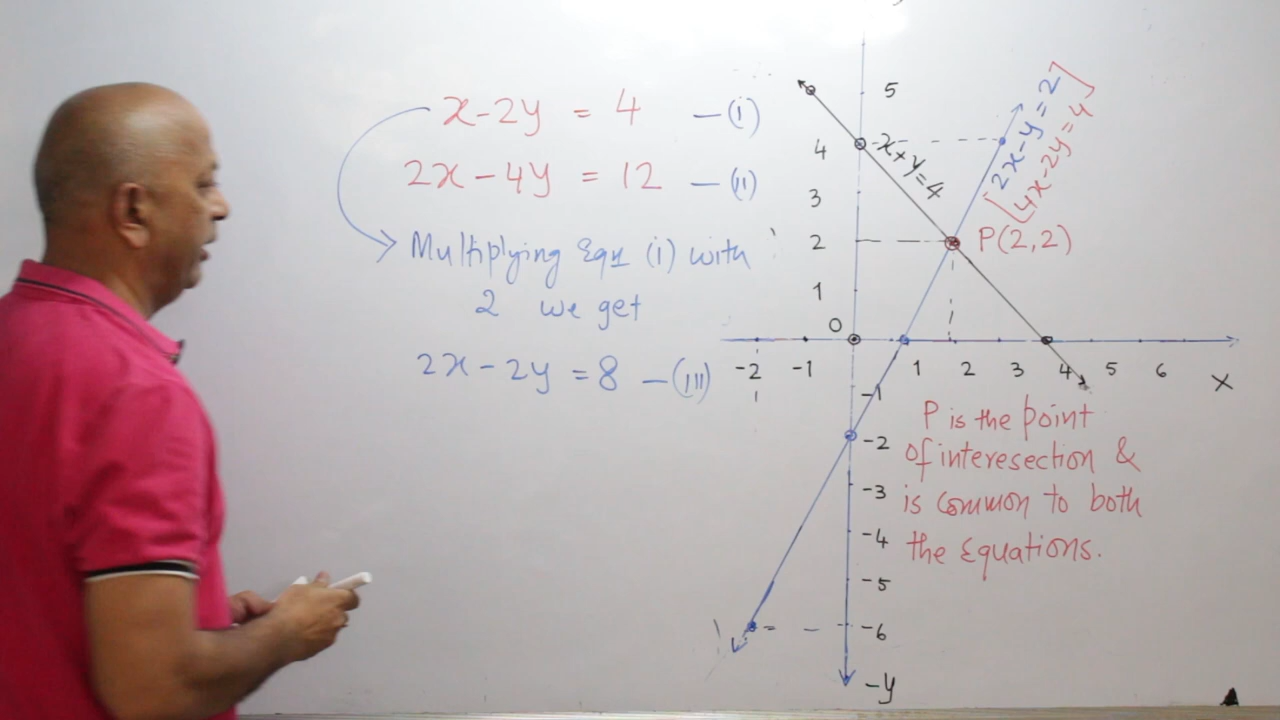 x-2y = 4 —(i)
2x-4y = 12 —(ii)
Multiplying Eqn (i) with
2 we get
2x-2y = 8 —(iii)
5
4
3
2
1
0
-2 -1 1 2 3 4 5 6 X
-1
-2
-3
-4
-5
-6
-y
x+y=4
2x-y=2
4x-2y=4
P(2,2)
P is the point
of interesection &
is common to both
the Equations.